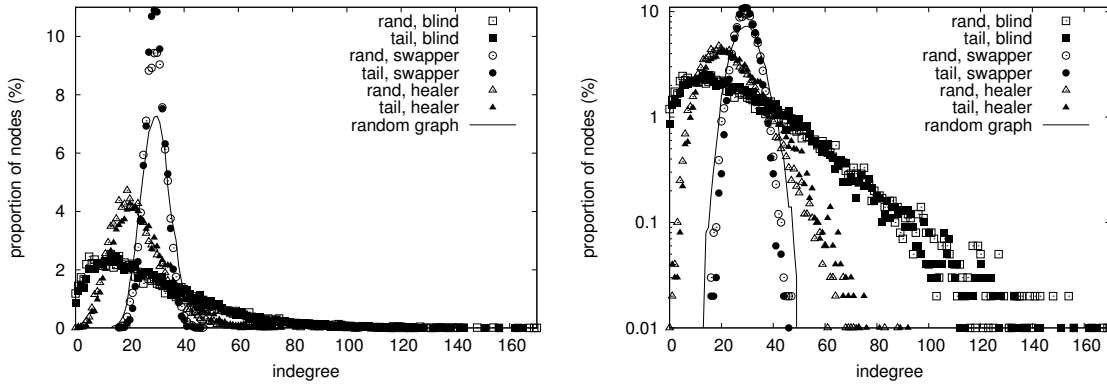 proportion of nodes (%)
10
8
6
4
2
0
0 20 40 60 80 100 120 140 160
indegree
rand, blind
tail, blind
rand, swapper
tail, swapper
rand, healer
tail, healer
random graph
proportion of nodes (%)
10
1
0.1
0.01
0 20 40 60 80 100 120 140 160
indegree
rand, blind
tail, blind
rand, swapper
tail, swapper
rand, healer
tail, healer
random graph